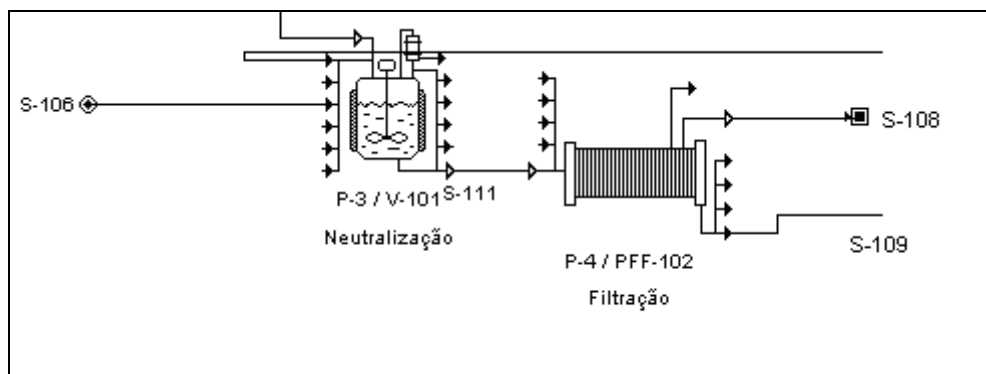 S-106
S-108
P-3 / V-101
S-111
Neutralização
S-109
P-4 / PFF-102
Filtração